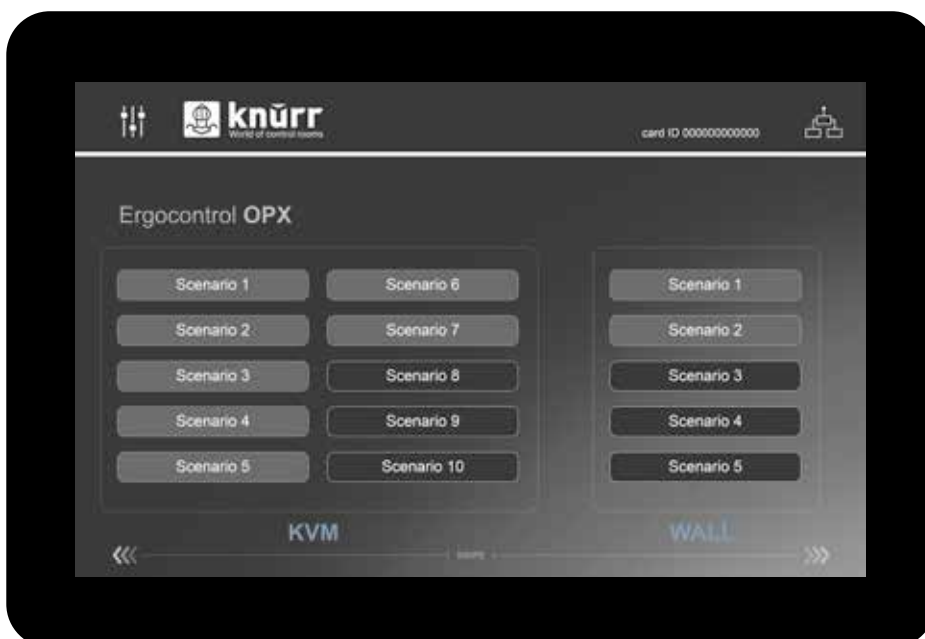 knürr
World of control rooms
card ID 000000000000
Ergocontrol OPX
Scenario 1
Scenario 2
Scenario 3
Scenario 4
Scenario 5
Scenario 6
Scenario 7
Scenario 8
Scenario 9
Scenario 10
KVM
Scenario 1
Scenario 2
Scenario 3
Scenario 4
Scenario 5
WALL